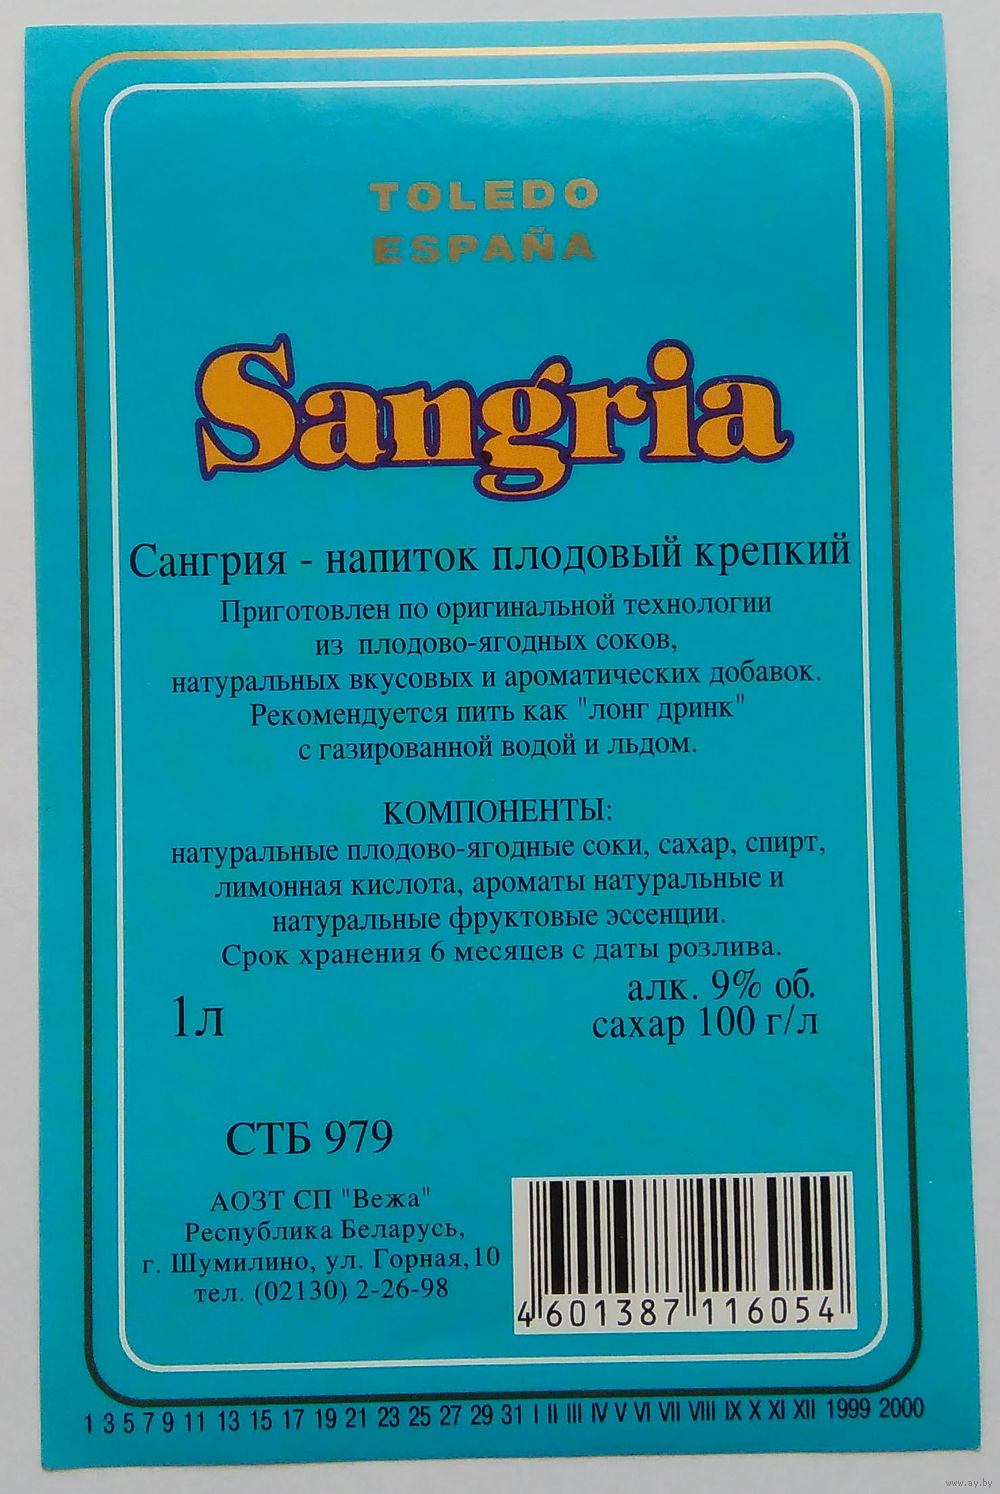 TOLEDO
ESPAÑA
Sangria
Сангрия - напиток плодовый крепкий
Приготовлен по оригинальной технологии
из плодово-ягодных соков,
натуральных вкусовых и ароматических добавок.
Рекомендуется пить как "лонг дринк"
с газированной водой и льдом.
КОМПОНЕНТЫ:
натуральные плодово-ягодные соки, сахар, спирт,
лимонная кислота, ароматы натуральные и
натуральные фруктовые эссенции.
Срок хранения 6 месяцев с даты розлива.
алк. 9% об.
1л
сахар 100 г/л
СТБ 979
АОЗТ СП "Вежа"
Республика Беларусь,
г. Шумилино, ул. Горная,10
тел. (02130) 2-26-98
4 601387 116054
1 3 5 7 9 11 13 15 17 19 21 23 25 27 29 31 I II III IV V VI VII VIII IX X XI XII 1999 2000
www.ay.by